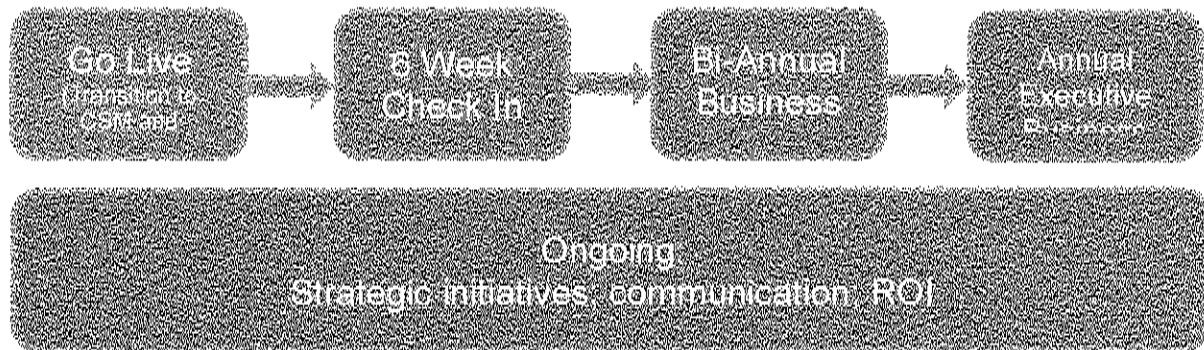 Go Live
(Transition to
CSM and
6 Week
Check In
Bi-Annual
Business
Annual
Executive
Ongoing
Strategic initiatives, communication, ROI